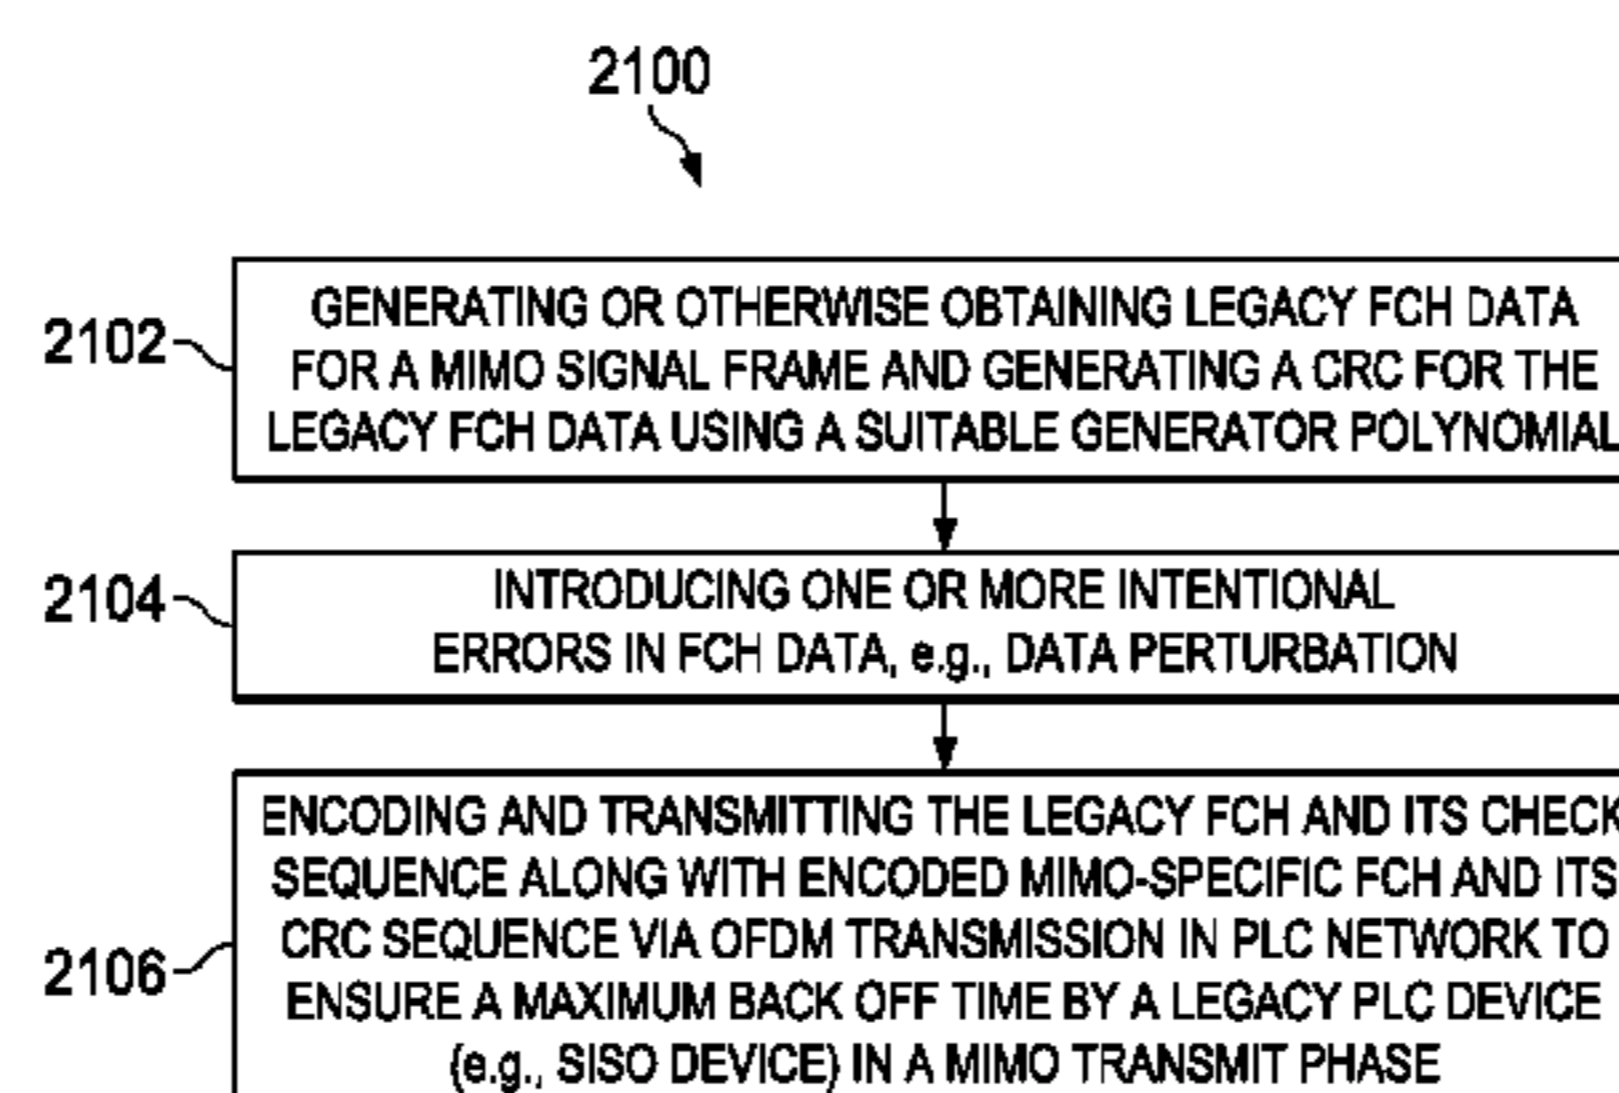 2100
2102
GENERATING OR OTHERWISE OBTAINING LEGACY FCH DATA
FOR A MIMO SIGNAL FRAME AND GENERATING A CRC FOR THE
LEGACY FCH DATA USING A SUITABLE GENERATOR POLYNOMIAL
2104
INTRODUCING ONE OR MORE INTENTIONAL
ERRORS IN FCH DATA, e.g., DATA PERTURBATION
2106
ENCODING AND TRANSMITTING THE LEGACY FCH AND ITS CHECK
SEQUENCE ALONG WITH ENCODED MIMO-SPECIFIC FCH AND ITS
CRC SEQUENCE VIA OFDM TRANSMISSION IN PLC NETWORK TO
ENSURE A MAXIMUM BACK OFF TIME BY A LEGACY PLC DEVICE
(e.g., SISO DEVICE) IN A MIMO TRANSMIT PHASE